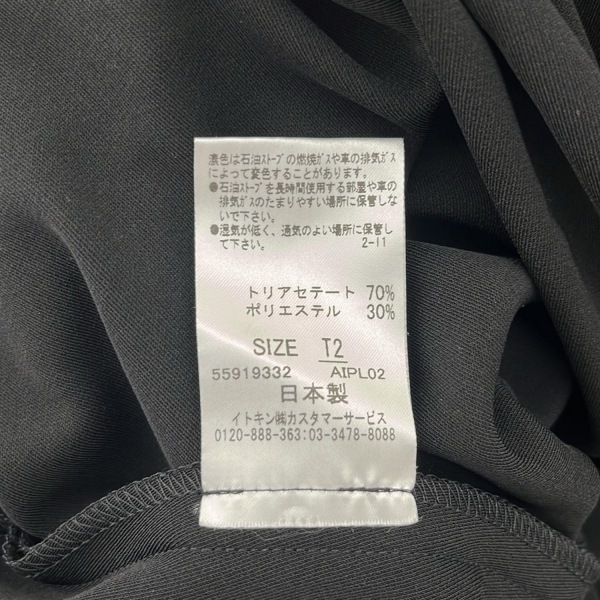 濃色は石油ストーブの燃焼ガスや車の排気ガス
によって変色することがあります。
●石油ストーブを長時間使用する部屋や車の
排気ガスのたまりやすい場所に保管しな
いで下さい。
●湿気が低く、通気のよい場所に保管し
て下さい。 2-11
トリアセテート 70%
ポリエステル 30%
SIZE T2
55919332 AIPL02
日本製
イトキン㈱カスタマーサービス
0120-888-363:03-3478-8088